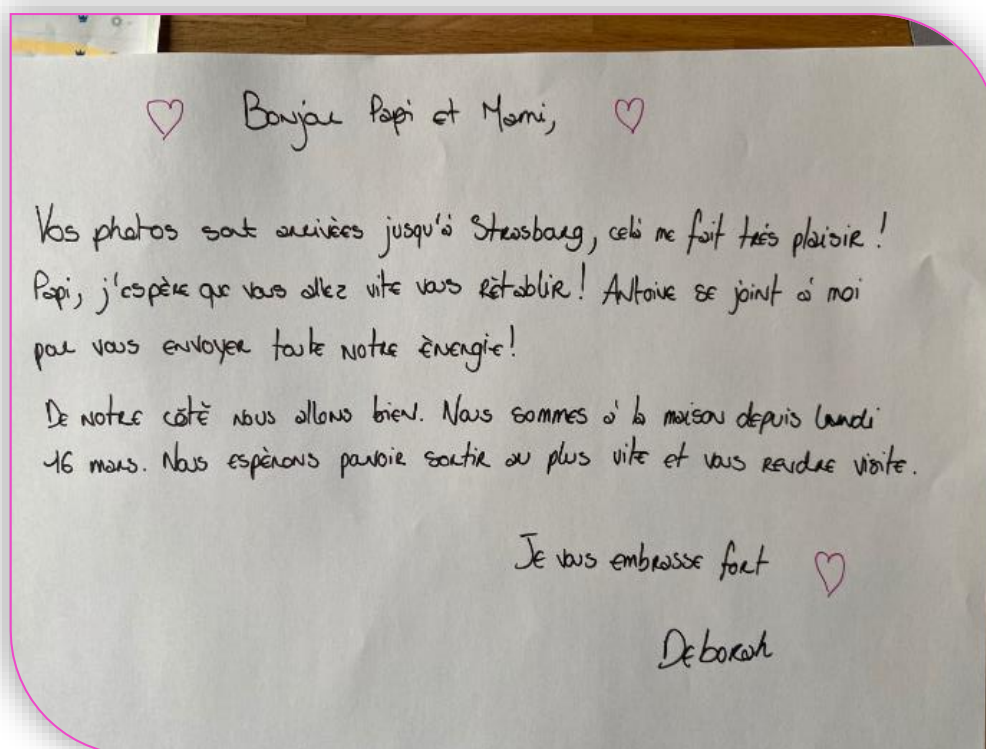 Bonjour Papi et Mami,
Vos photos sont arrivées jusqu'à Strasbourg, celà me fait très plaisir !
Papi, j'espère que vous allez vite vous rétablir ! Antoine se joint à moi
pour vous envoyer toute notre énergie !
De notre côté nous allons bien. Nous sommes à la maison depuis lundi
16 mars. Nous espérons pouvoir sortir au plus vite et vous rendre visite.
Je vous embrasse fort
Deborah